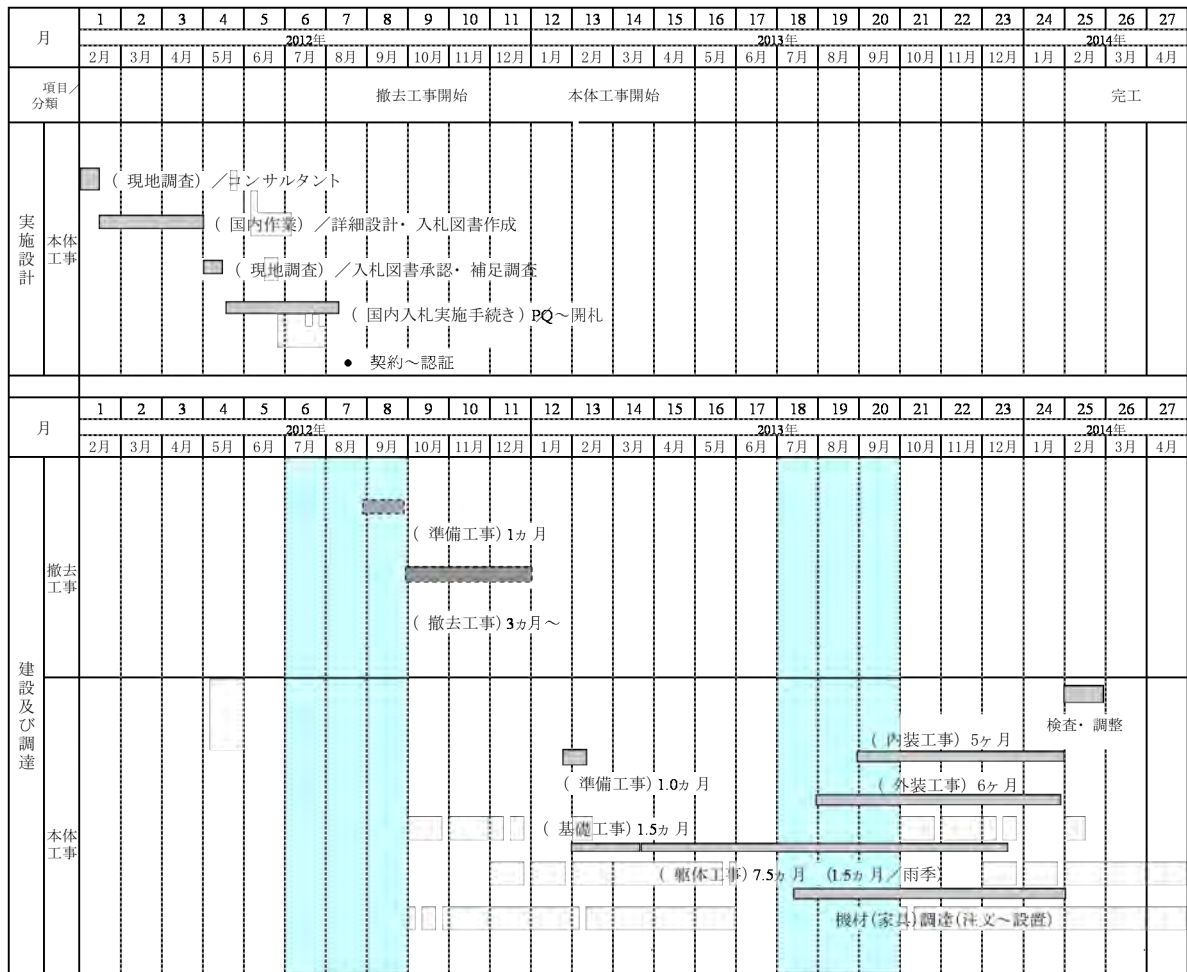 月 1 2 3 4 5 6 7 8 9 10 11 12 13 14 15 16 17 18 19 20 21 22 23 24 25 26 27
2012年 2013年 2014年
2月 3月 4月 5月 6月 7月 8月 9月 10月 11月 12月 1月 2月 3月 4月 5月 6月 7月 8月 9月 10月 11月 12月 1月 2月 3月 4月
項目／
分類
撤去工事開始 本体工事開始 完工
実施設計
本体
工事
( 現地調査) ／コンサルタント
( 国内作業) ／詳細設計・ 入札図書作成
( 現地調査) ／入札図書承認・ 補足調査
( 国内入札実施手続き) PQ～開札
● 契約～認証
月 1 2 3 4 5 6 7 8 9 10 11 12 13 14 15 16 17 18 19 20 21 22 23 24 25 26 27
2012年 2013年 2014年
2月 3月 4月 5月 6月 7月 8月 9月 10月 11月 12月 1月 2月 3月 4月 5月 6月 7月 8月 9月 10月 11月 12月 1月 2月 3月 4月
建設及び調達
撤去
工事
( 準備工事) 1ヵ月
( 撤去工事) 3ヵ月～
本体
工事
検査・ 調整
( 内装工事) 5ヶ月
( 準備工事) 1.0ヵ月
( 外装工事) 6ヶ月
( 基礎工事) 1.5ヵ月
( 躯体工事) 7.5ヵ月 (1.5ヵ月／雨季)
機材(家具)調達(注文～設置)